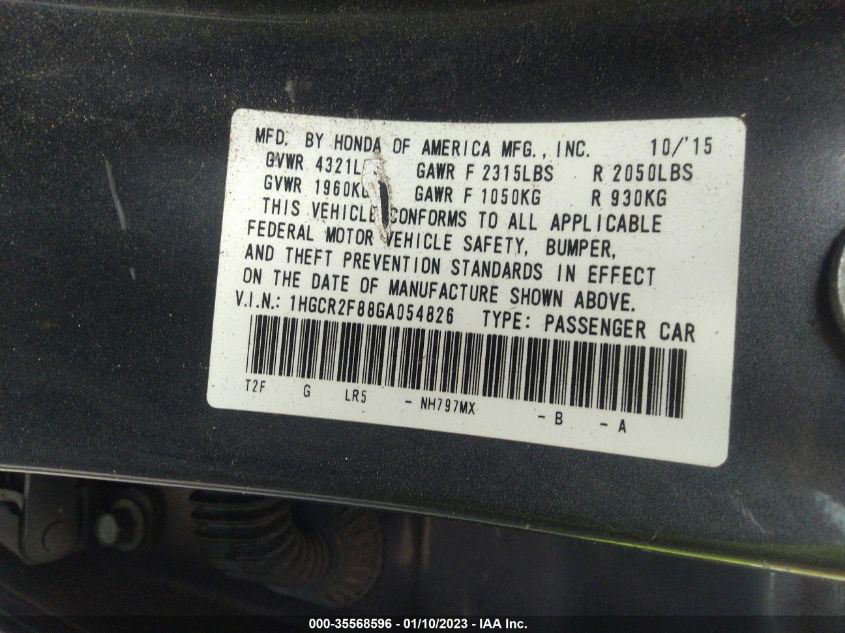 MFD. BY HONDA OF AMERICA MFG., INC. 10/'15
GVWR 4321L GAWR F 2315LBS R 2050LBS
GVWR 1960KG GAWR F 1050KG R 930KG
THIS VEHICLE CONFORMS TO ALL APPLICABLE
FEDERAL MOTOR VEHICLE SAFETY, BUMPER,
AND THEFT PREVENTION STANDARDS IN EFFECT
ON THE DATE OF MANUFACTURE SHOWN ABOVE.
V.I.N.: 1HGCR2F88GA054826 TYPE: PASSENGER CAR
T2F G LR5 - NH797MX - B - A
000-35568596 - 01/10/2023 - IAA Inc.